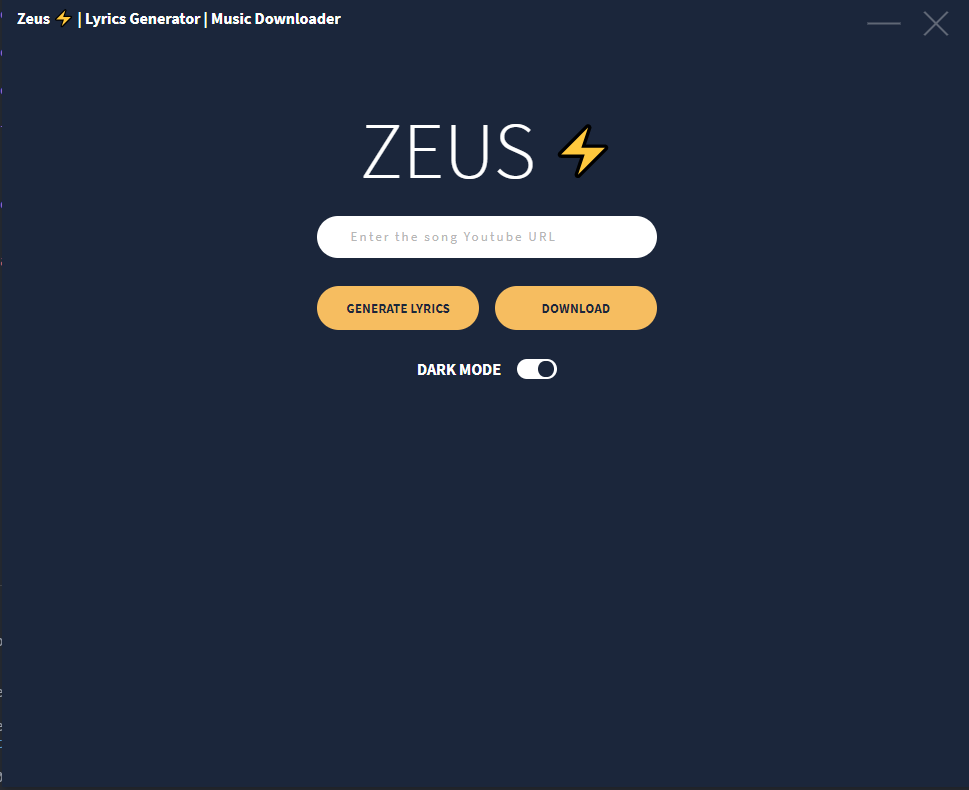 Zeus ⚡ | Lyrics Generator | Music Downloader
ZEUS ⚡
Enter the song Youtube URL
GENERATE LYRICS DOWNLOAD
DARK MODE